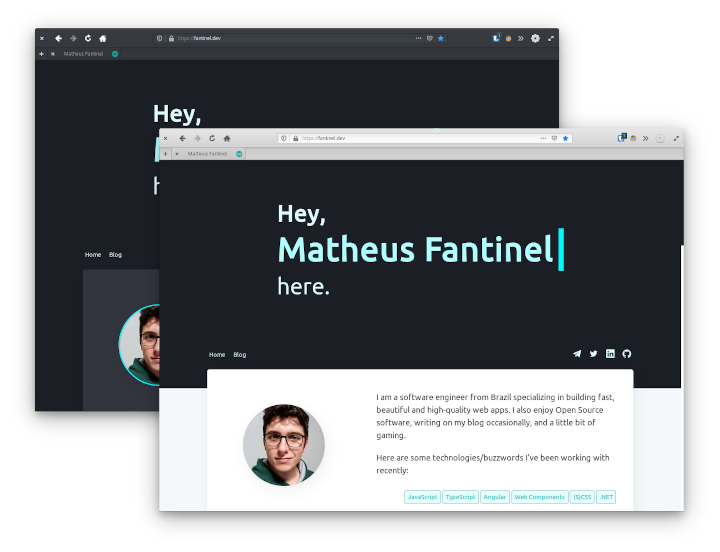 https://fantinel.dev
Matheus Fantinel
Hey,
Home Blog
https://fantinel.dev
Matheus Fantinel
Hey,
Matheus Fantinel
here.
Home Blog
I am a software engineer from Brazil specializing in building fast,
beautiful and high-quality web apps. I also enjoy Open Source
software, writing on my blog occasionally, and a little bit of
gaming.
Here are some technologies/buzzwords I've been working with
recently:
JavaScript TypeScript Angular Web Components (S)CSS .NET